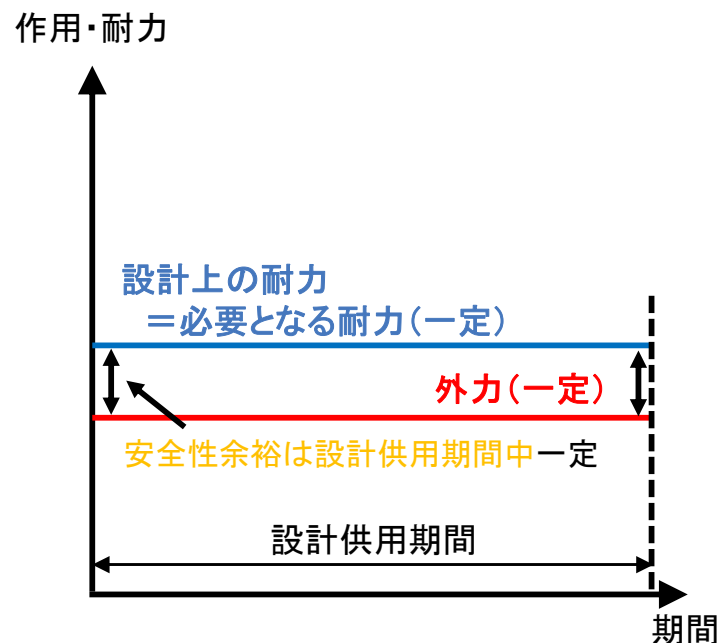 作用・耐力
設計上の耐力
＝必要となる耐力（一定）
外力（一定）
安全性余裕は設計供用期間中一定
設計供用期間
期間